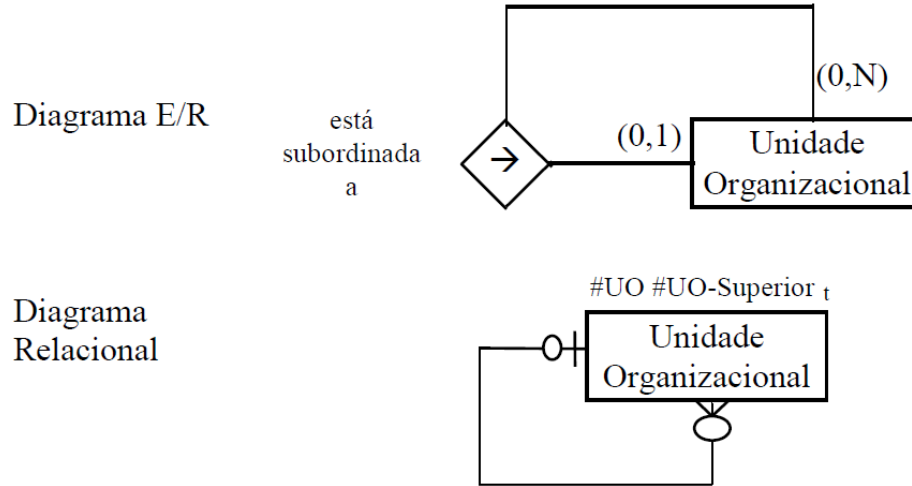 Diagrama E/R
está
subordinada
a
→
(0,1)
(0,N)
Unidade
Organizacional
Diagrama
Relacional
#UO #UO-Superior t
Unidade
Organizacional